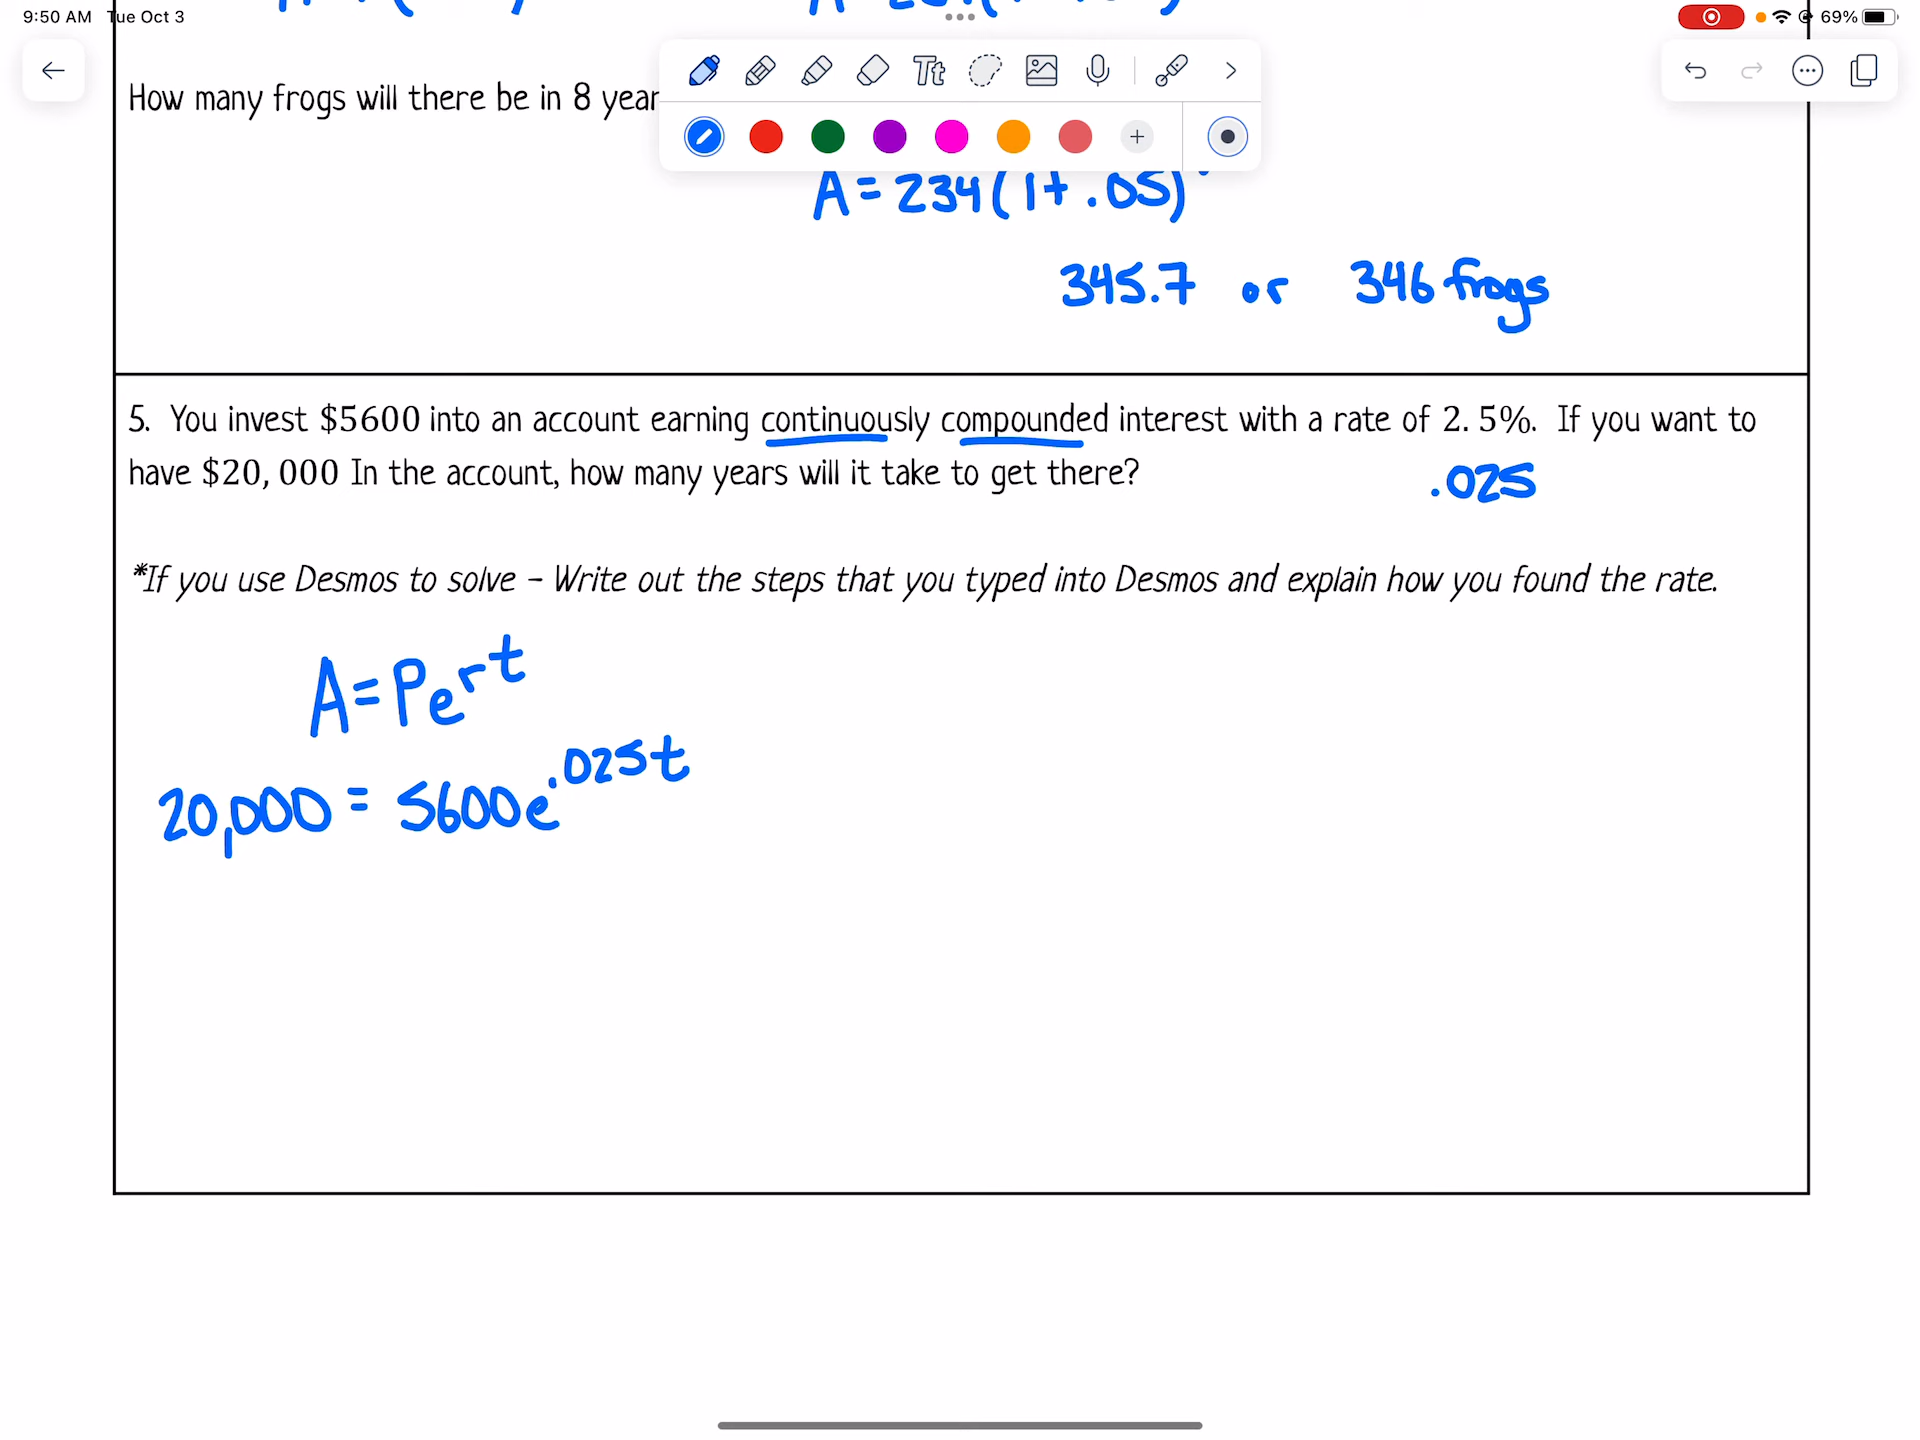 9:50 AM Tue Oct 3
69%
How many frogs will there be in 8 year
Tt
A = 234(1 + .05)
345.7 or 346 frogs
5. You invest $5600 into an account earning continuously compounded interest with a rate of 2.5%. If you want to
have $20,000 In the account, how many years will it take to get there?
.025
*If you use Desmos to solve – Write out the steps that you typed into Desmos and explain how you found the rate.
A = Pe^rt
20,000 = 5600e^.025t